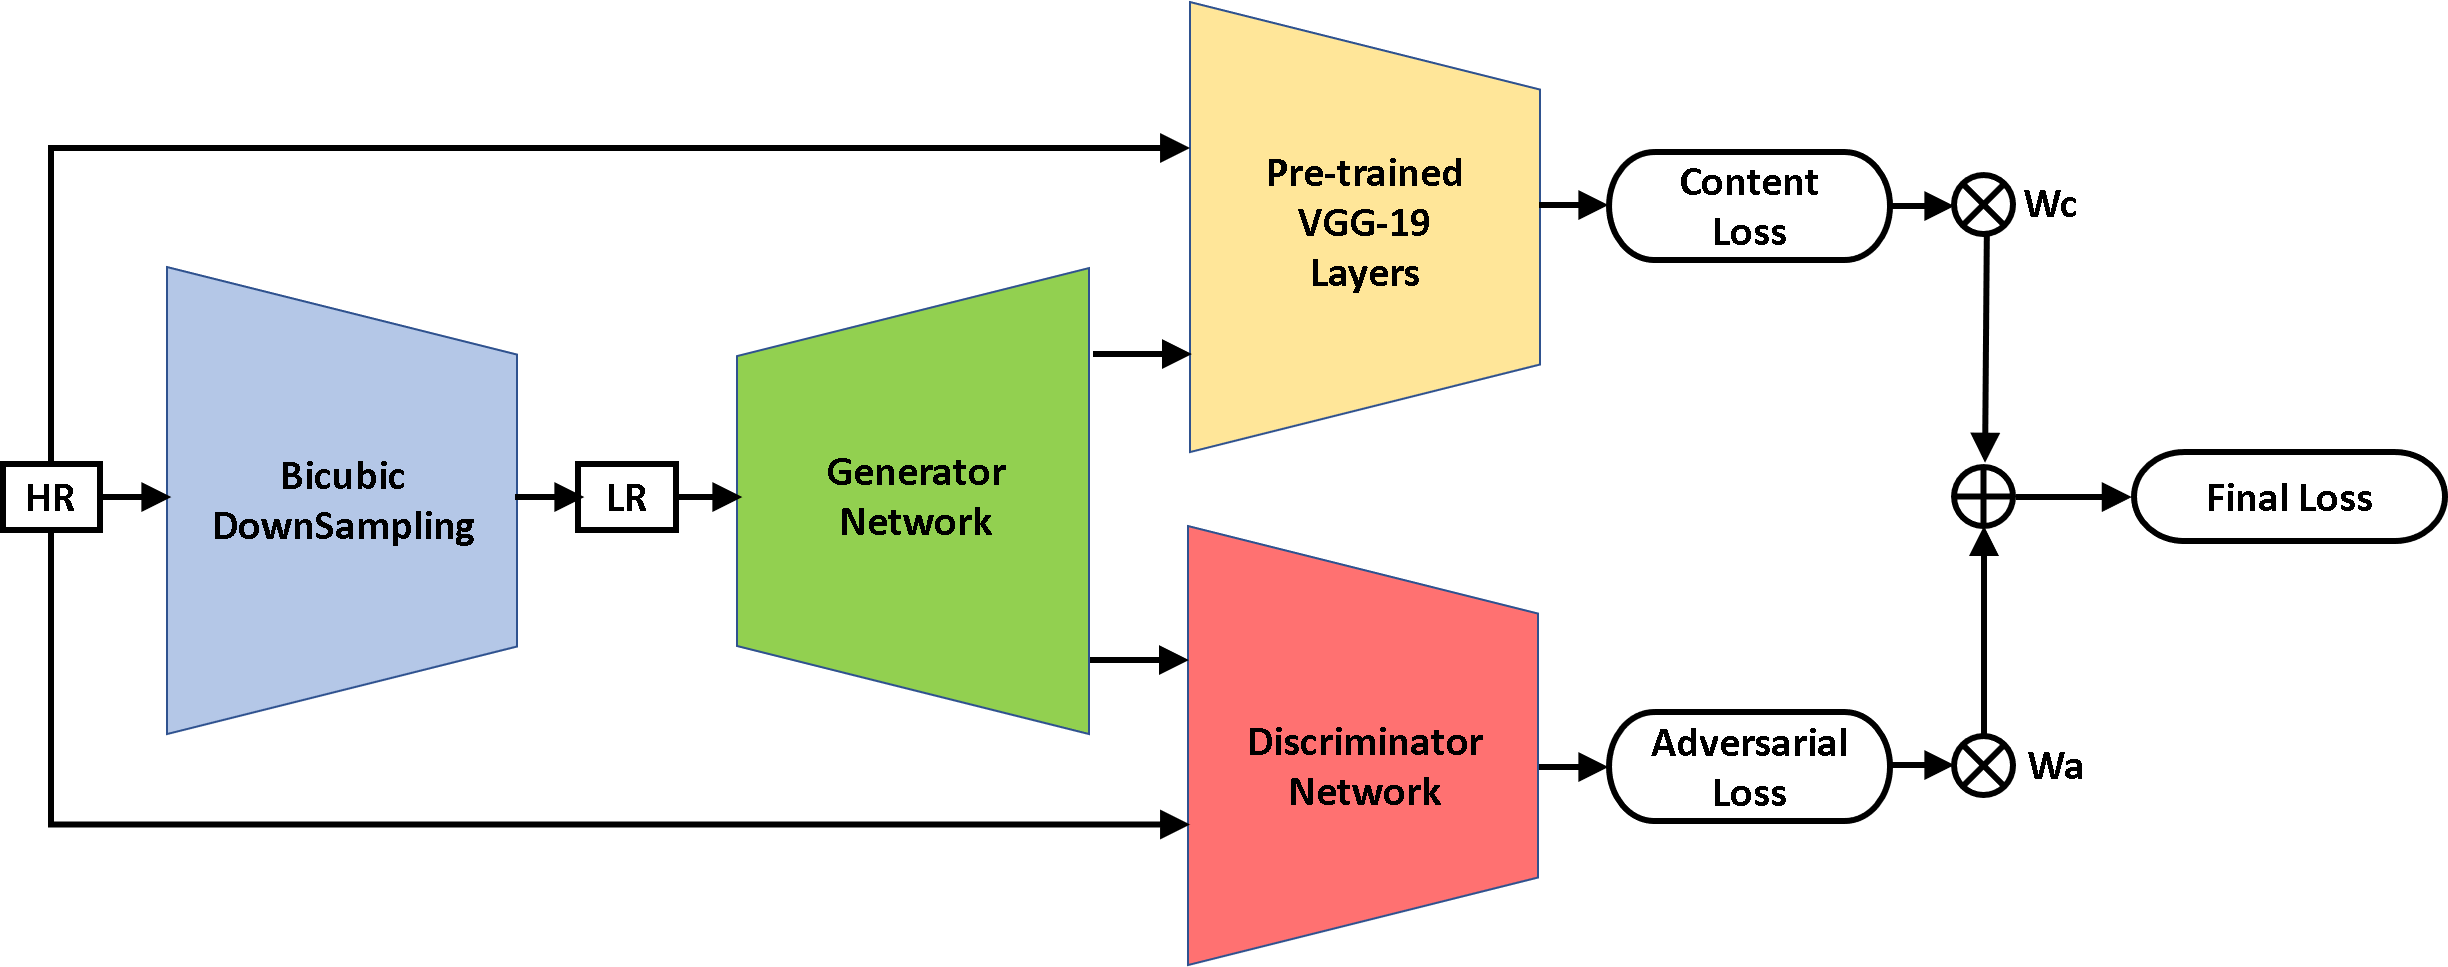 HR
Bicubic
DownSampling
LR
Generator
Network
Pre-trained
VGG-19
Layers
Discriminator
Network
Content
Loss
Wc
Adversarial
Loss
Wa
Final Loss